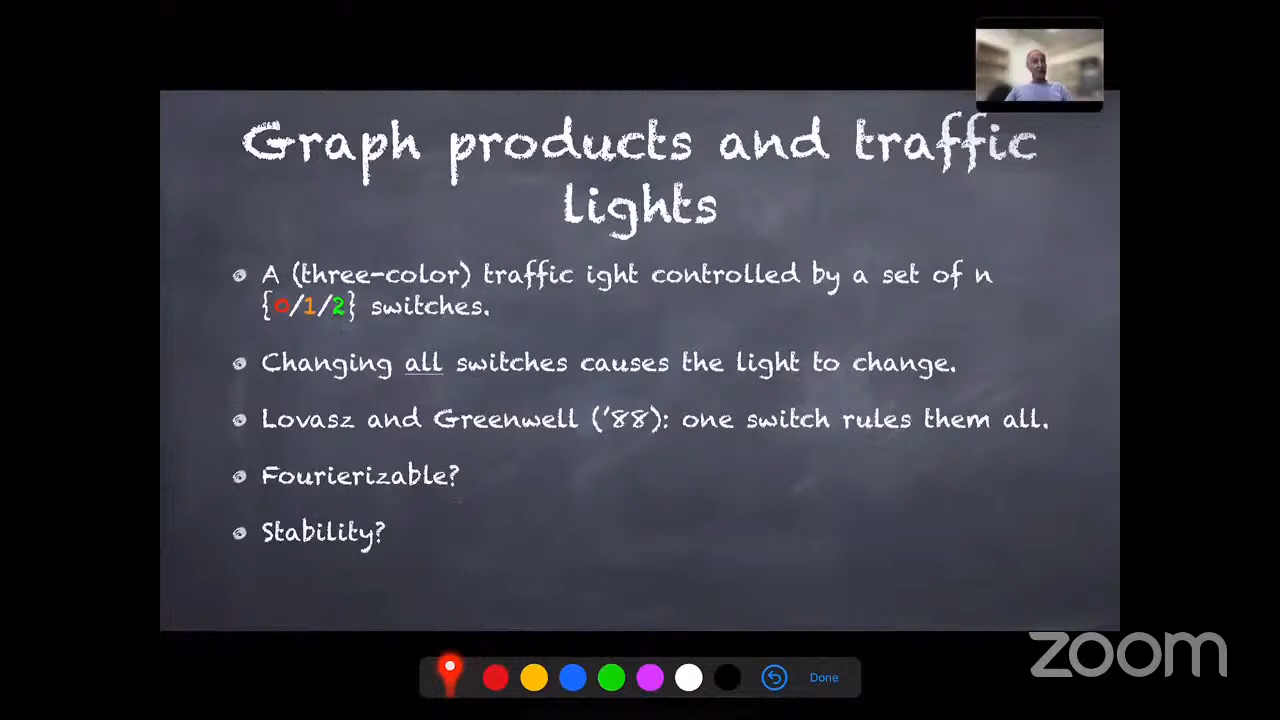 Graph products and traffic
lights
A (three-color) traffic ight controlled by a set of n
{0/1/2} switches.
Changing all switches causes the light to change.
Lovasz and Greenwell ('88): one switch rules them all.
Fourierizable?
Stability?
zoom
Done